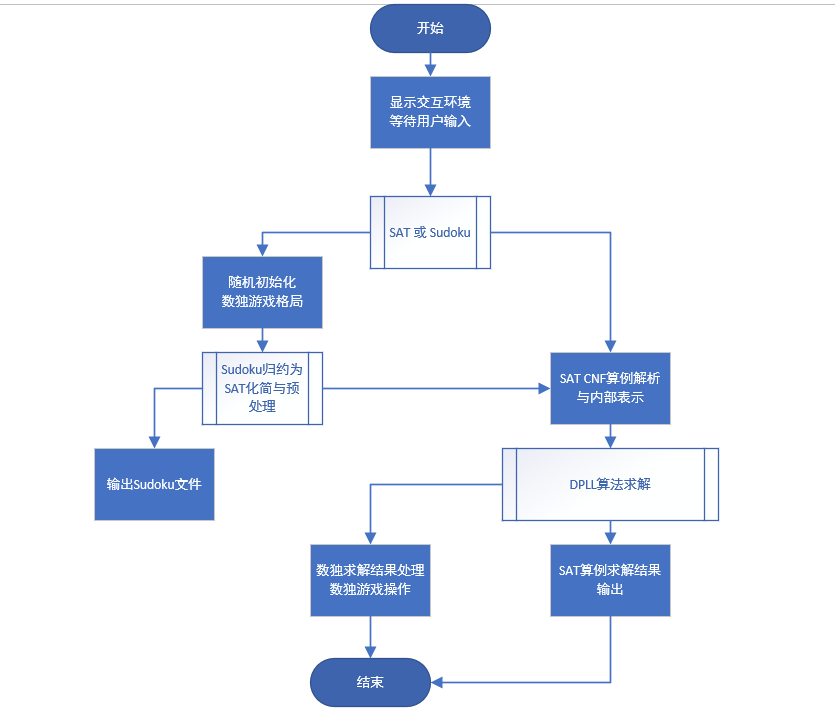 开始
显示交互环境
等待用户输入
SAT 或 Sudoku
随机初始化
数独游戏格局
Sudoku归约为
SAT化简与预
处理
SAT CNF算例解析
与内部表示
输出Sudoku文件
DPLL算法求解
数独求解结果处理
数独游戏操作
SAT算例求解结果
输出
结束